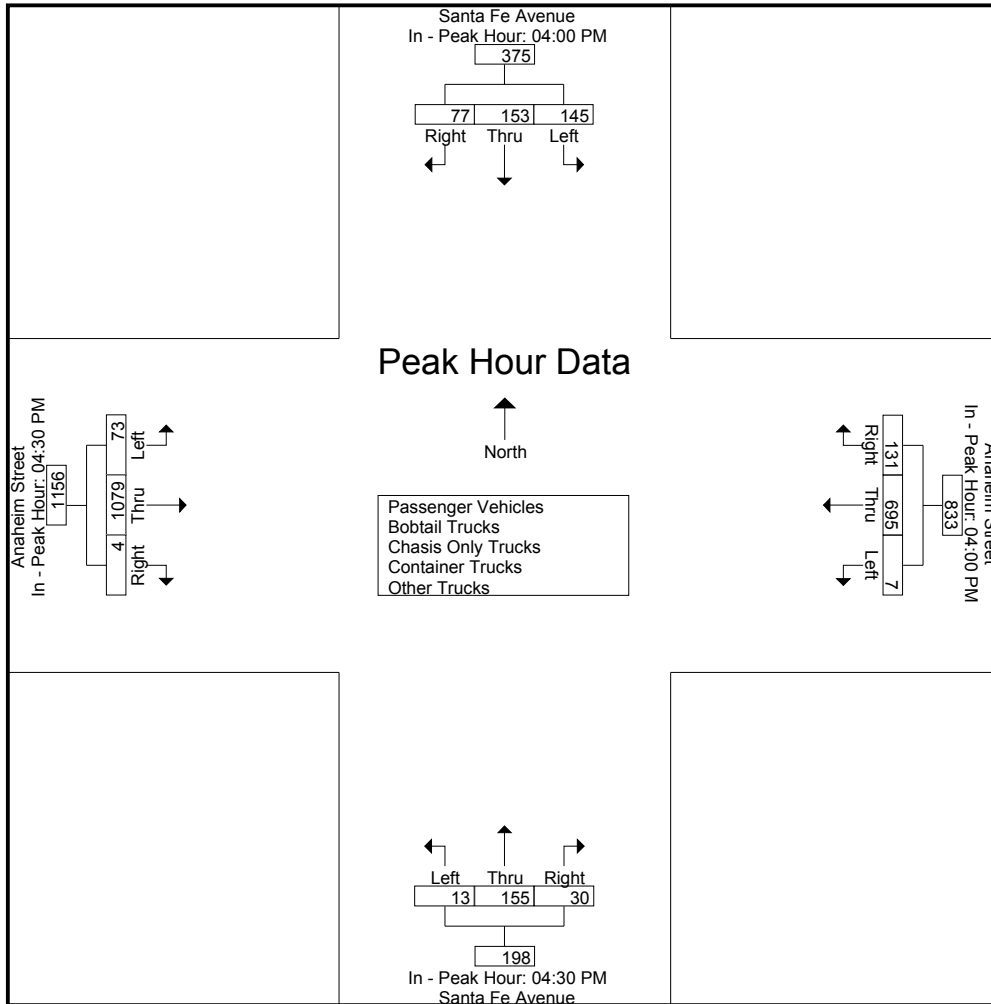 Santa Fe Avenue
In - Peak Hour: 04:00 PM
375
77 153 145
Right Thru Left
Peak Hour Data
North
Anaheim Street
In - Peak Hour: 04:30 PM
1156
73 1079 4
Left Thru Right
Passenger Vehicles
Bobtail Trucks
Chasis Only Trucks
Container Trucks
Other Trucks
Right Thru Left
131 695 7
833
In - Peak Hour: 04:00 PM
Anaheim Street
Left Thru Right
13 155 30
198
In - Peak Hour: 04:30 PM
Santa Fe Avenue